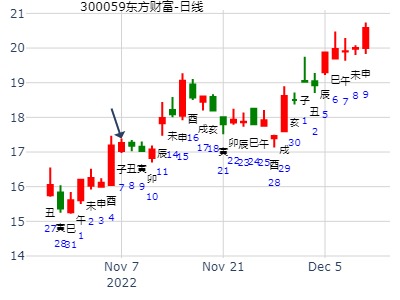 300059东方财富-日线
21
20
19
18
17
16
15
14
丑
27
寅
28
巳
31
午
1
未
2
申
3
酉
4
子
7
丑
8
寅
9
卯
10
11
未
14
申
15
酉
16
戌
17
亥
18
寅
21
卯
22
辰
23
巳
24
午
25
酉
28
戌
29
亥
30
子
1
丑
2
辰
5
巳
6
午
7
未
8
申
9
Nov 7
2022
Nov 21
Dec 5